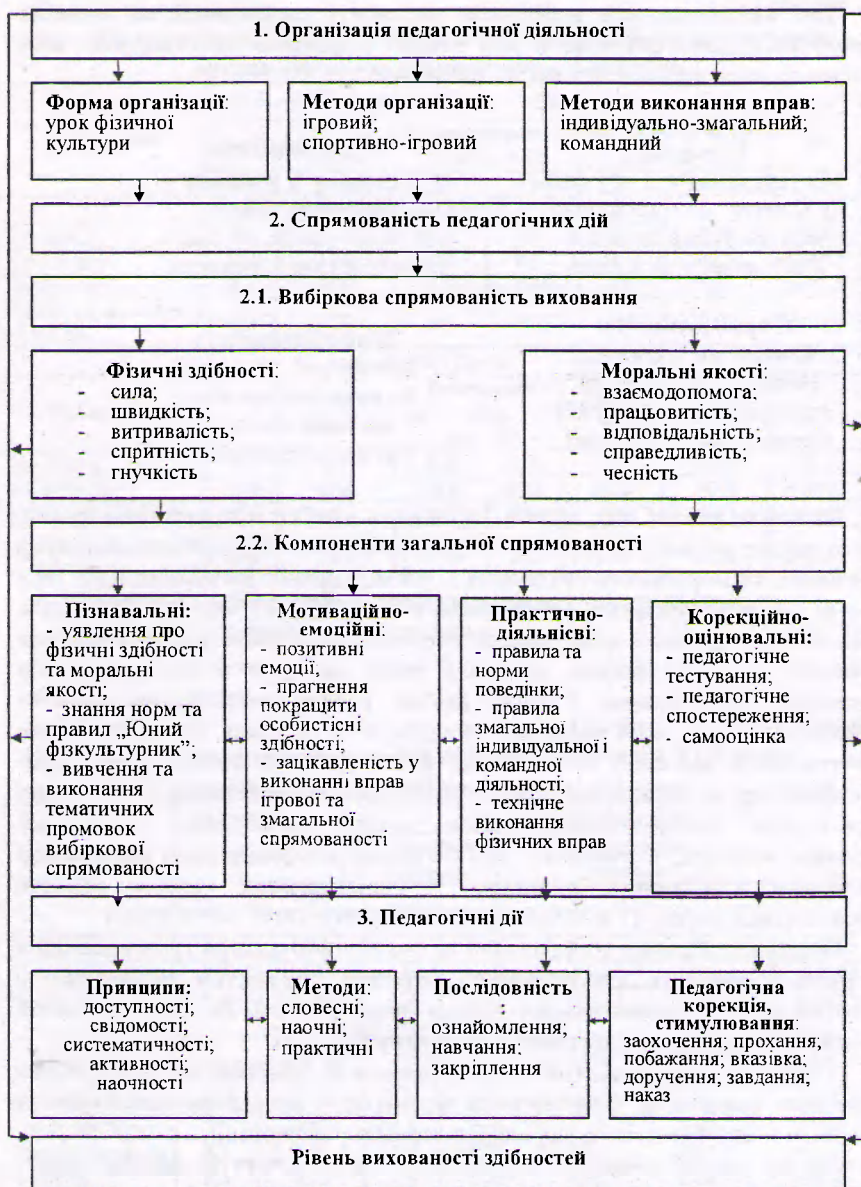 1. Організація педагогічної діяльності
Форма організації:
урок фізичної
культури
Методи організації:
ігровий;
спортивно-ігровий
Методи виконання вправ:
індивідуально-змагальний;
командний
2. Спрямованість педагогічних дій
2.1. Вибіркова спрямованість виховання
Фізичні здібності:
- сила;
- швидкість;
- витривалість;
- спритність;
- гнучкість
Моральні якості:
- взаємодопомога;
- працьовитість;
- відповідальність;
- справедливість;
- чесність
2.2. Компоненти загальної спрямованості
Пізнавальні:
- уявлення про
фізичні здібності
та моральні
якості;
- знання норм та
правил „Юний
фізкультурник";
- вивчення та
виконання
тематичних
промовок
вибіркової
спрямованості
Мотиваційно-
емоційні:
- позитивні
емоції;
- прагнення
покращити
особистісні
здібності;
- зацікавленість у
виконанні вправ
ігрової та
змагальної
спрямованості
Практично-
діяльнісві:
- правила та
норми
поведінки;
- правила
змагальної
індивідуальної і
командної
діяльності;
- технічне
виконання
фізичних вправ
Корекційно-
оцінювальні:
- педагогічне
тестування;
- педагогічне
спостереження;
- самооцінка
3. Педагогічні дії
Принципи:
доступності;
свідомості;
систематичності;
активності;
наочності
Методи:
словесні;
наочні;
практичні
Послідовність
:
ознайомлення;
навчання;
закріплення
Педагогічна
корекція,
стимулювання:
заохочення; прохання,
побажання; вказівка;
доручення; завдання;
наказ
Рівень вихованості здібностей